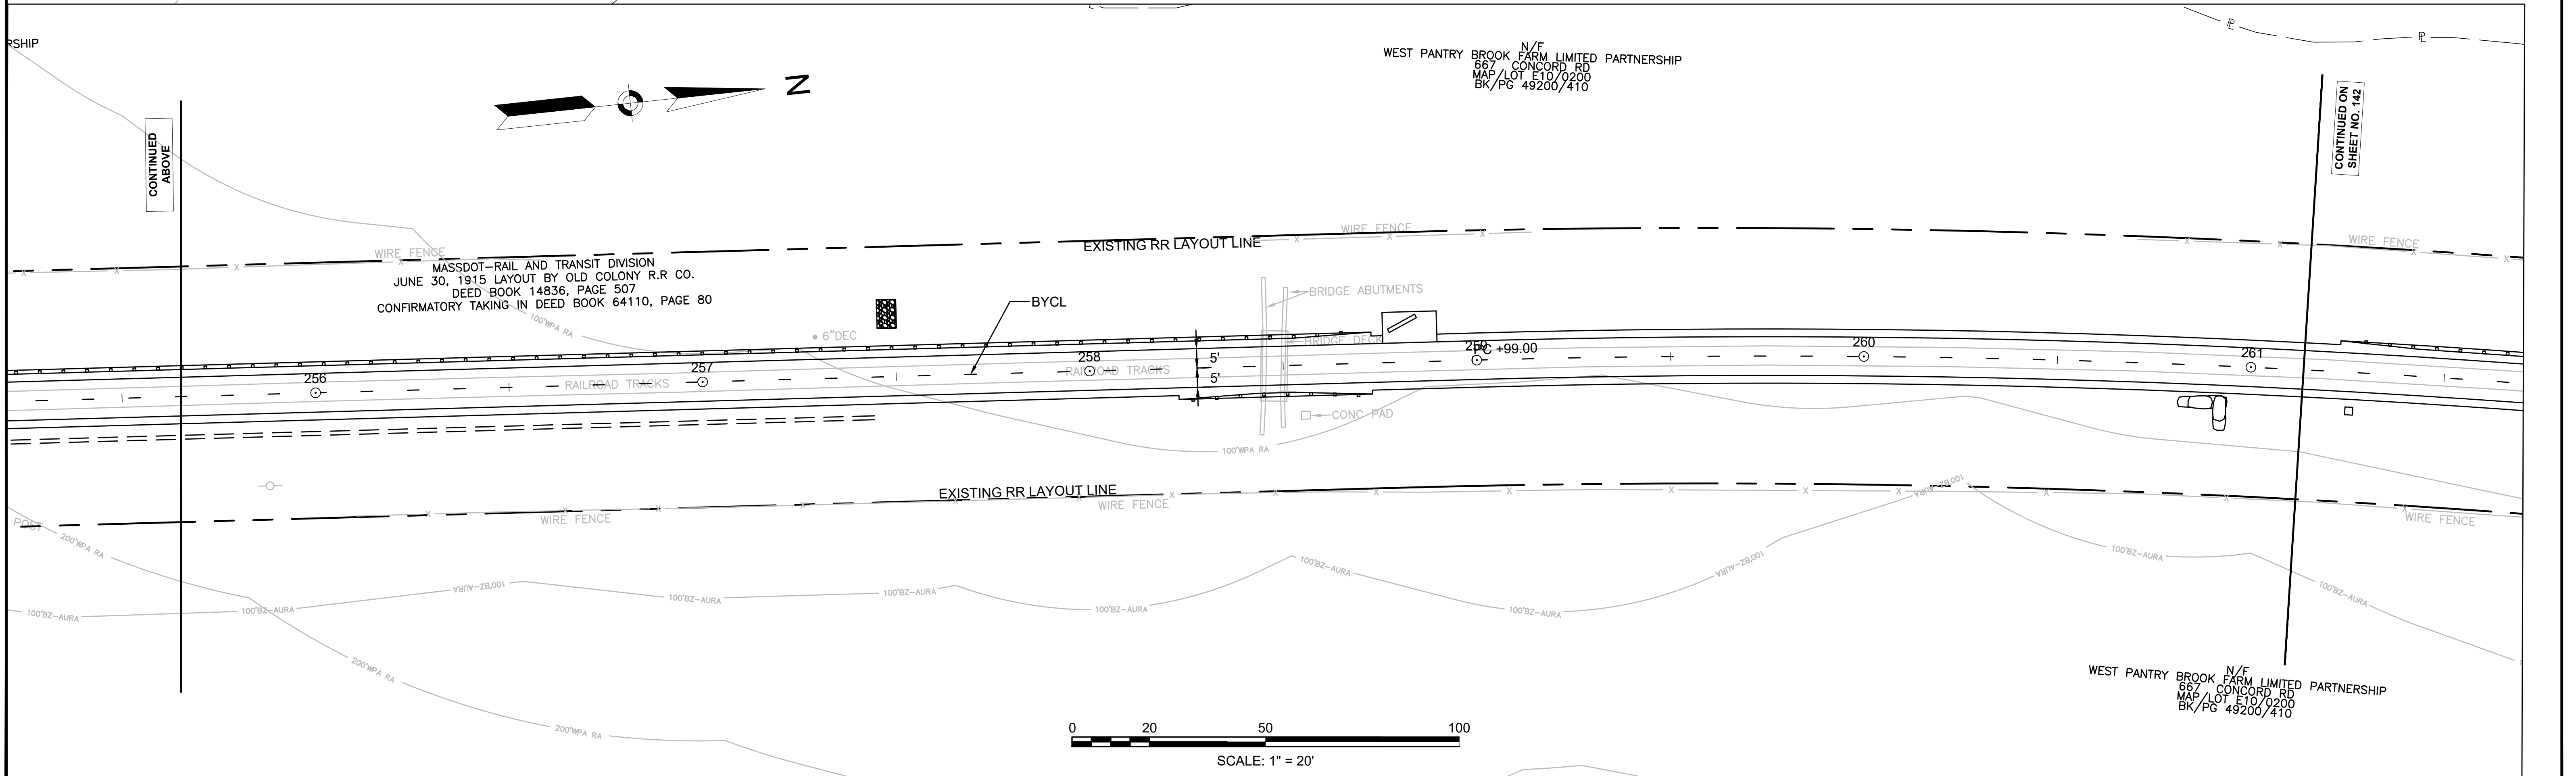 RSHIP
N/F
WEST PANTRY BROOK FARM LIMITED PARTNERSHIP
667 CONCORD RD
MAP/LOT E10/0200
BK/PG 49200/410
N
CONTINUED
ABOVE
CONTINUED ON
SHEET NO. 142
WIRE FENCE
EXISTING RR LAYOUT LINE
WIRE FENCE
WIRE FENCE
MASSDOT-RAIL AND TRANSIT DIVISION
JUNE 30, 1915 LAYOUT BY OLD COLONY R.R CO.
DEED BOOK 14836, PAGE 507
CONFIRMATORY TAKING IN DEED BOOK 64110, PAGE 80
100'WPA RA
6"DEC
BYCL
BRIDGE ABUTMENTS
BRIDGE DECK
256
257
258
259
PC +99.00
260
261
RAILROAD TRACKS
RAILROAD TRACKS
5'
5'
CONC PAD
100'WPA RA
EXISTING RR LAYOUT LINE
POST
WIRE FENCE
WIRE FENCE
WIRE FENCE
100'BZ-AURA
200'WPA RA
100'BZ-AURA
100'BZ-AURA
100'BZ-AURA
100'BZ-AURA
100'BZ-AURA
100'BZ-AURA
100'BZ-AURA
100'BZ-AURA
100'BZ-AURA
100'BZ-AURA
100'BZ-AURA
200'WPA RA
200'WPA RA
N/F
WEST PANTRY BROOK FARM LIMITED PARTNERSHIP
667 CONCORD RD
MAP/LOT E10/0200
BK/PG 49200/410
0 20 50 100
SCALE: 1" = 20'